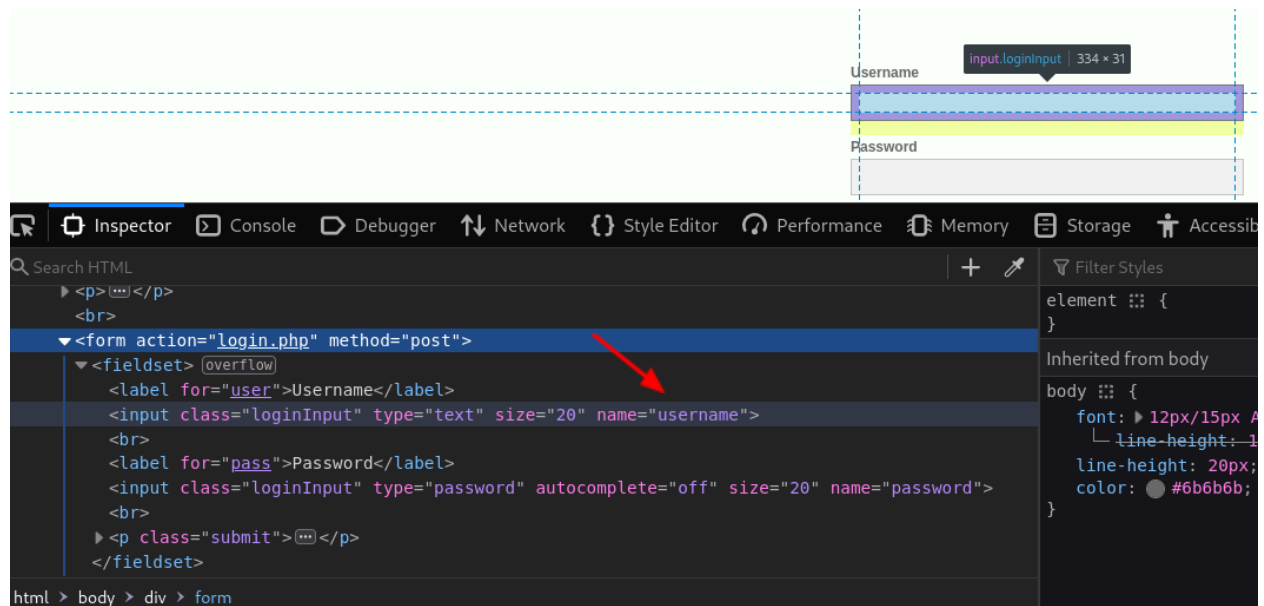 input.loginInput | 334 × 31
Username
Password
Inspector Console Debugger Network Style Editor Performance Memory Storage Accessib
Search HTML
Filter Styles
<p>⋯</p>
<br>
<form action="login.php" method="post">
<fieldset> overflow
<label for="user">Username</label>
<input class="loginInput" type="text" size="20" name="username">
<br>
<label for="pass">Password</label>
<input class="loginInput" type="password" autocomplete="off" size="20" name="password">
<br>
<p class="submit">⋯</p>
</fieldset>
html > body > div > form
element {
}
Inherited from body
body {
font: 12px/15px A
line-height: 1
line-height: 20px;
color: #6b6b6b;
}